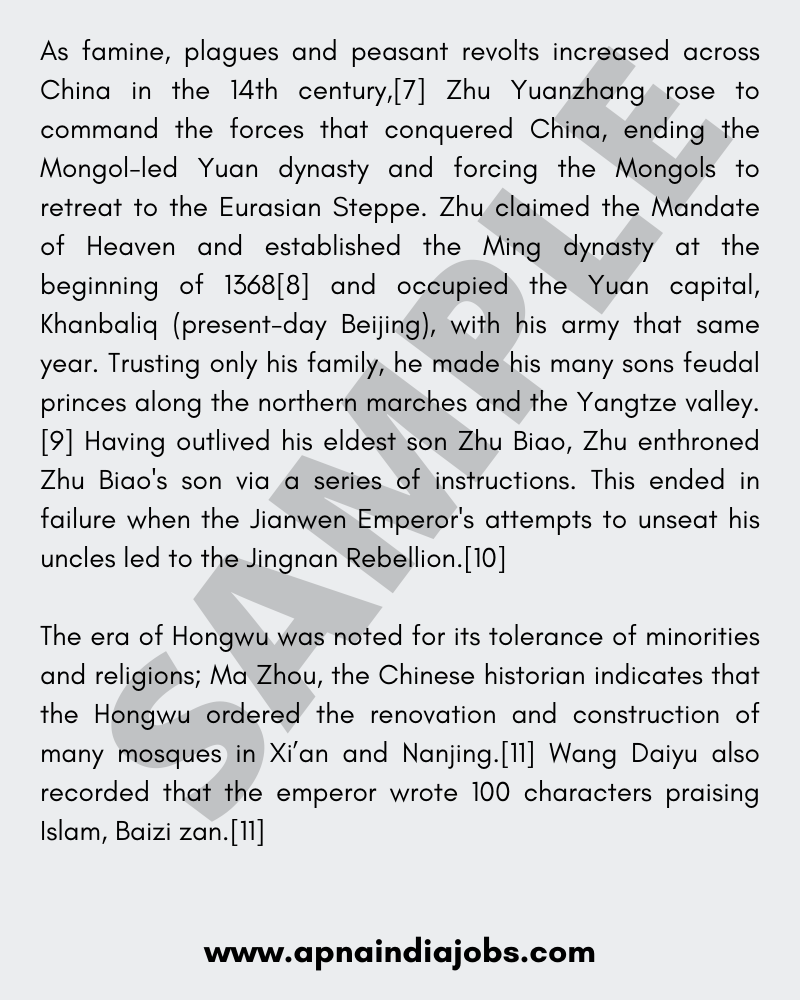 As famine, plagues and peasant revolts increased across
China in the 14th century,[7] Zhu Yuanzhang rose to
command the forces that conquered China, ending the
Mongol-led Yuan dynasty and forcing the Mongols to
retreat to the Eurasian Steppe. Zhu claimed the Mandate
of Heaven and established the Ming dynasty at the
beginning of 1368[8] and occupied the Yuan capital,
Khanbaliq (present-day Beijing), with his army that same
year. Trusting only his family, he made his many sons feudal
princes along the northern marches and the Yangtze valley.
[9] Having outlived his eldest son Zhu Biao, Zhu enthroned
Zhu Biao's son via a series of instructions. This ended in
failure when the Jianwen Emperor's attempts to unseat his
uncles led to the Jingnan Rebellion.[10]
The era of Hongwu was noted for its tolerance of minorities
and religions; Ma Zhou, the Chinese historian indicates that
the Hongwu ordered the renovation and construction of
many mosques in Xi’an and Nanjing.[11] Wang Daiyu also
recorded that the emperor wrote 100 characters praising
Islam, Baizi zan.[11]
SAMPLE
www.apnaindiajobs.com